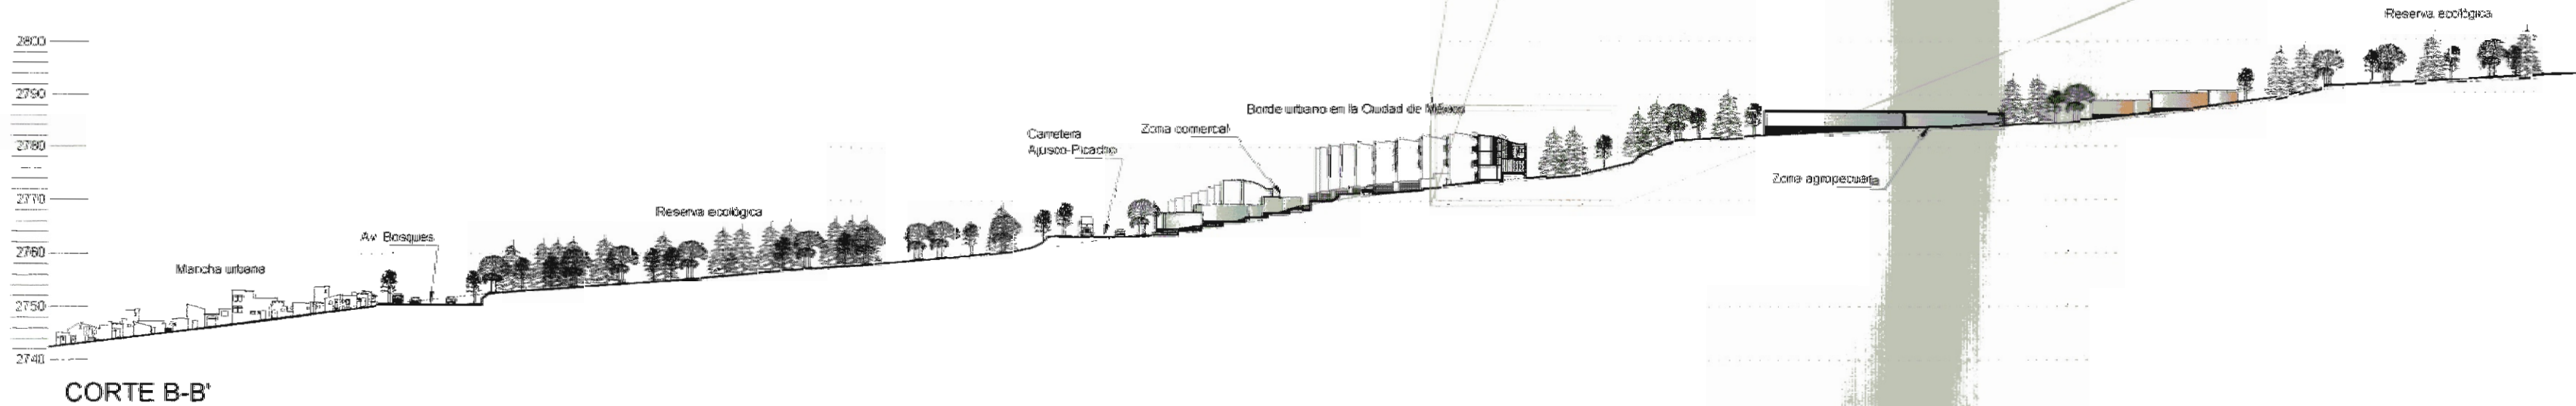 Reserva ecológica
2800
2790
Borde urbano en la Ciudad de México
Carretera
Ajusco-Picacho
Zona comercial
2780
Zona agropecuaria
2770
Reserva ecológica
Av. Bosques
2760
Mancha urbana
2750
2740
CORTE B-B'